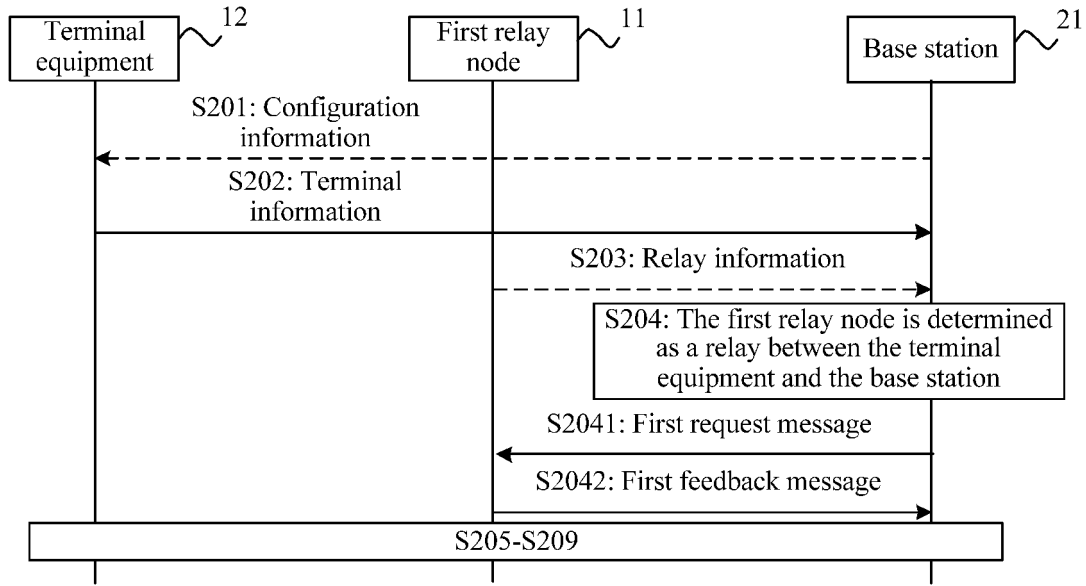 12
Terminal
equipment
11
First relay
node
21
Base station
S201: Configuration
information
S202: Terminal
information
S203: Relay information
S204: The first relay node is determined
as a relay between the terminal
equipment and the base station
S2041: First request message
S2042: First feedback message
S205-S209